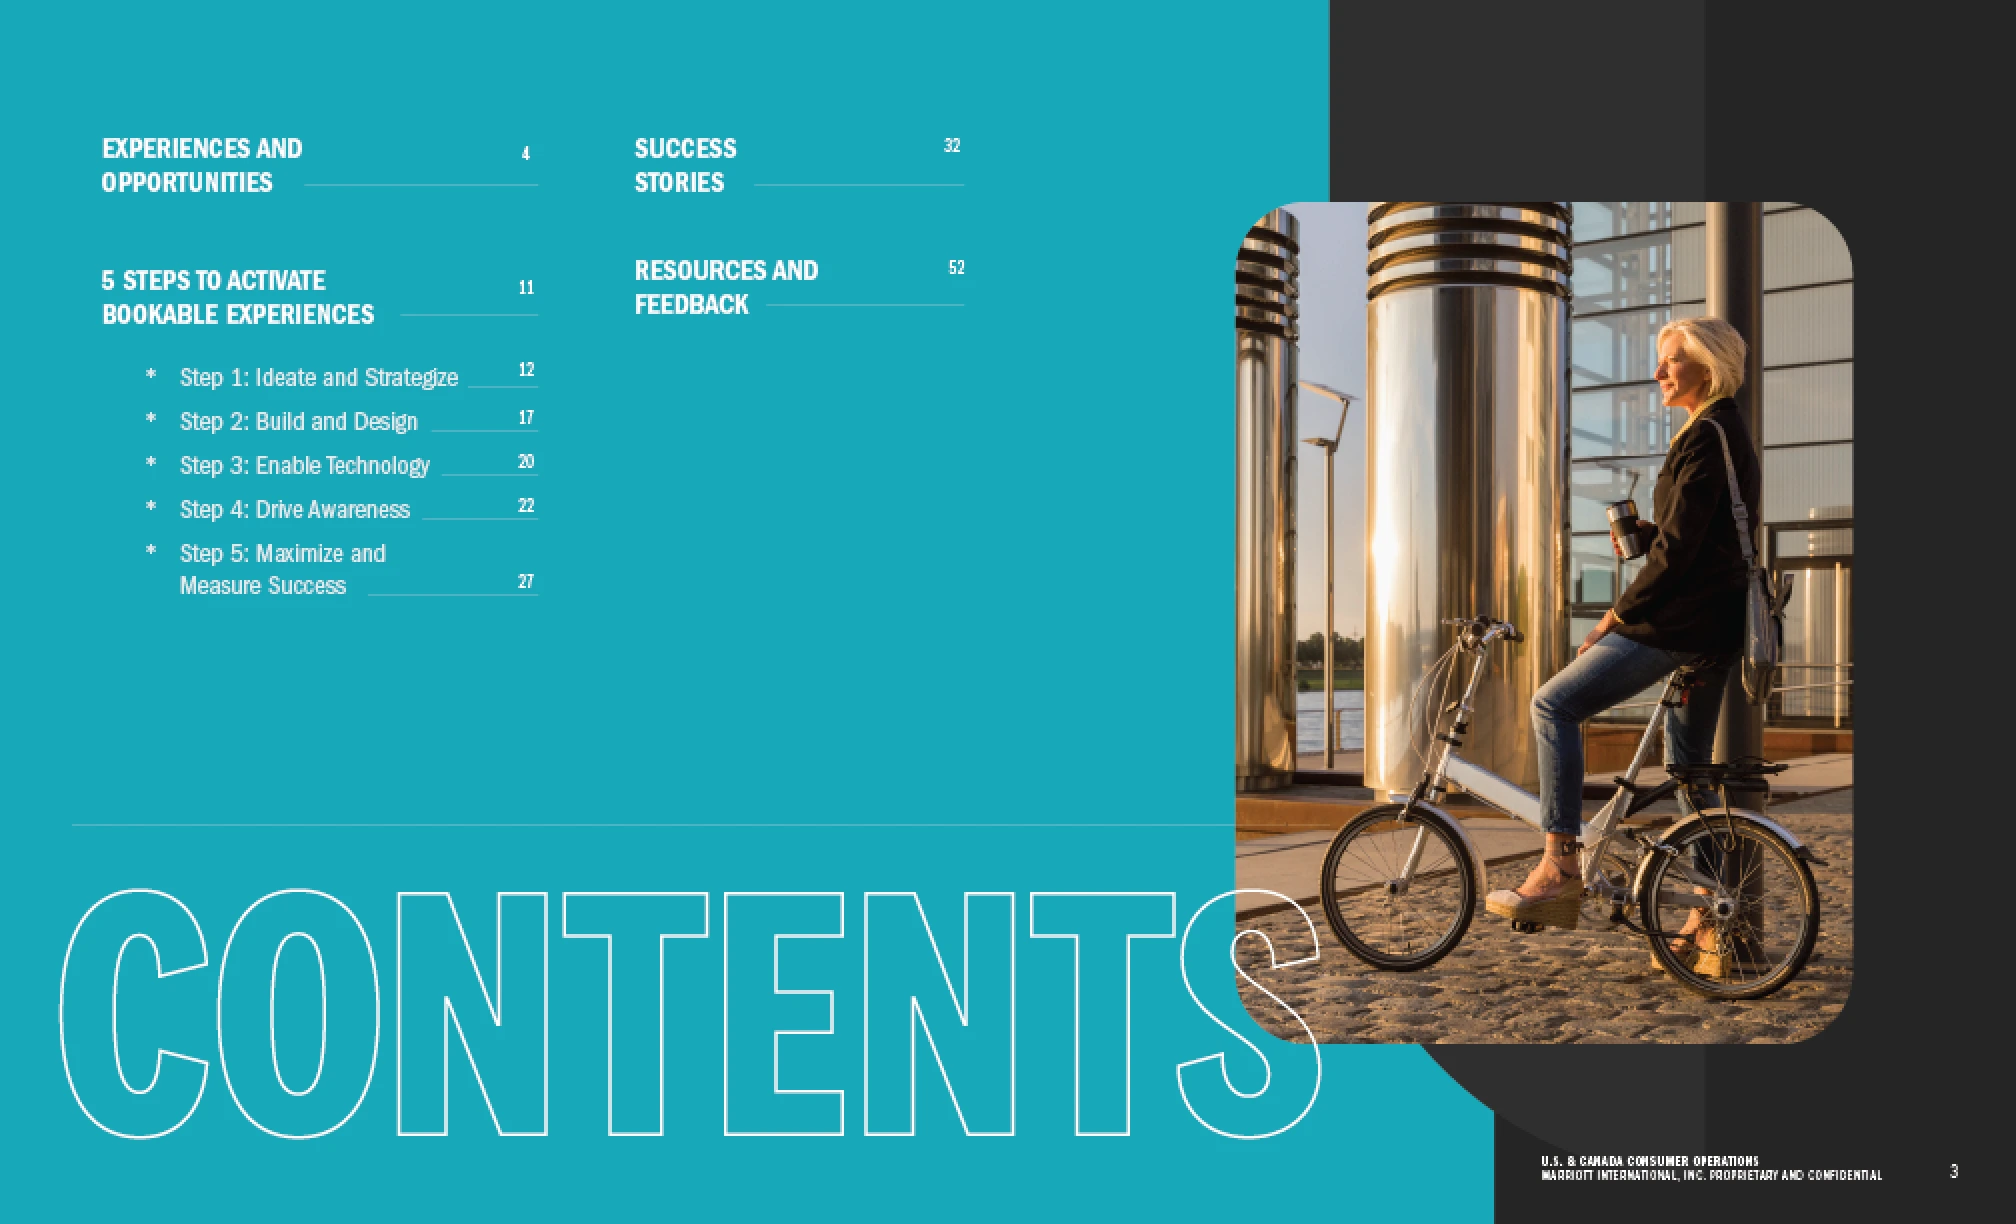 EXPERIENCES AND 4
OPPORTUNITIES
5 STEPS TO ACTIVATE 11
BOOKABLE EXPERIENCES
* Step 1: Ideate and Strategize 12
* Step 2: Build and Design 17
* Step 3: Enable Technology 20
* Step 4: Drive Awareness 22
* Step 5: Maximize and
Measure Success 27
SUCCESS 32
STORIES
RESOURCES AND 52
FEEDBACK
CONTENTS
U.S. & CANADA CONSUMER OPERATIONS
MARRIOTT INTERNATIONAL, INC. PROPRIETARY AND CONFIDENTIAL 3